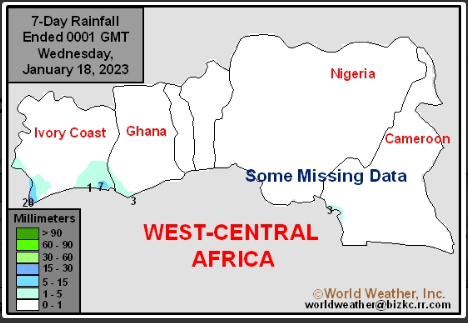 7-Day Rainfall
Ended 0001 GMT
Wednesday,
January 18, 2023
Nigeria
Ivory Coast
Ghana
Cameroon
Some Missing Data
1 7
28
3
3
Millimeters
> 90
60 - 90
30 - 60
15 - 30
5 - 15
1 - 5
0 - 1
WEST-CENTRAL
AFRICA
©World Weather, Inc.
worldweather@bizkc.rr.com